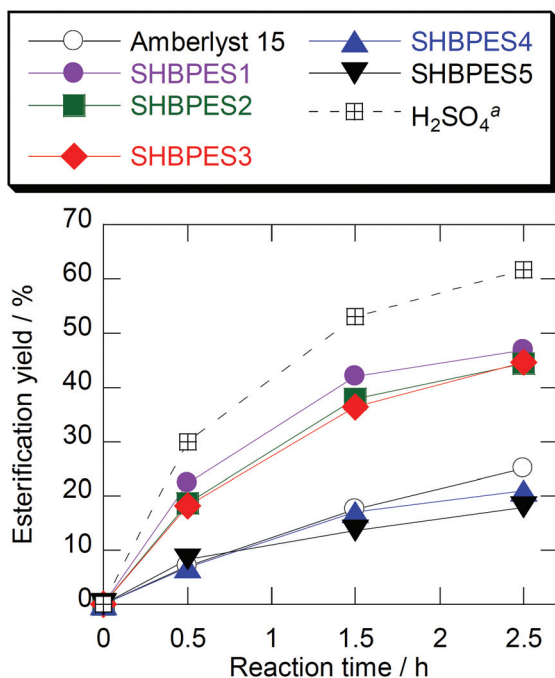 Amberlyst 15
SHBPES1
SHBPES2
SHBPES3
SHBPES4
SHBPES5
H₂SO₄ᵃ
70
60
50
40
30
20
10
0
Esterification yield / %
0
0.5
1
1.5
2
2.5
Reaction time / h